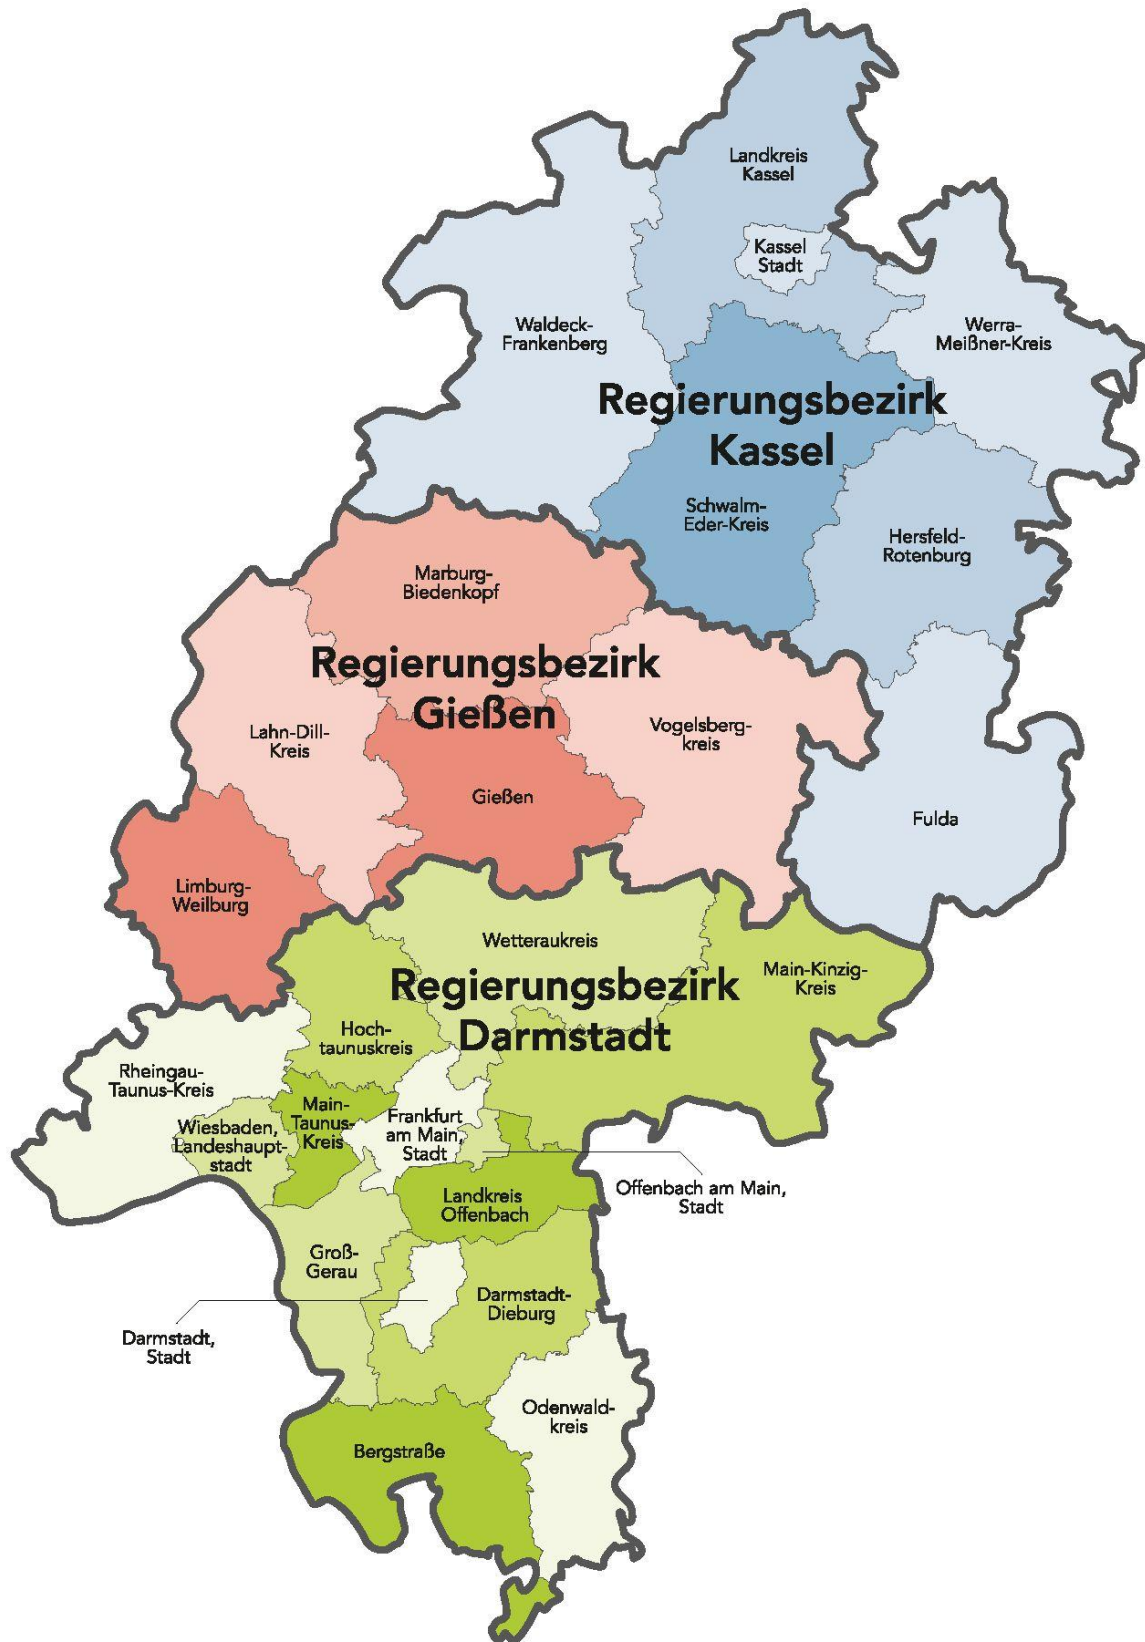 Landkreis
Kassel
Kassel
Stadt
Waldeck-
Frankenberg
Werra-
Meißner-Kreis
Regierungsbezirk
Kassel
Schwalm-
Eder-Kreis
Hersfeld-
Rotenburg
Marburg-
Biedenkopf
Regierungsbezirk
Gießen
Lahn-Dill-
Kreis
Vogelsberg-
kreis
Gießen
Fulda
Limburg-
Weilburg
Wetteraukreis
Main-Kinzig-
Kreis
Regierungsbezirk
Darmstadt
Hoch-
taunuskreis
Rheingau-
Taunus-Kreis
Main-
Taunus-
Kreis
Wiesbaden,
Landeshaupt-
stadt
Frankfurt
am Main,
Stadt
Offenbach am Main,
Stadt
Landkreis
Offenbach
Groß-
Gerau
Darmstadt-
Dieburg
Darmstadt,
Stadt
Odenwald-
kreis
Bergstraße